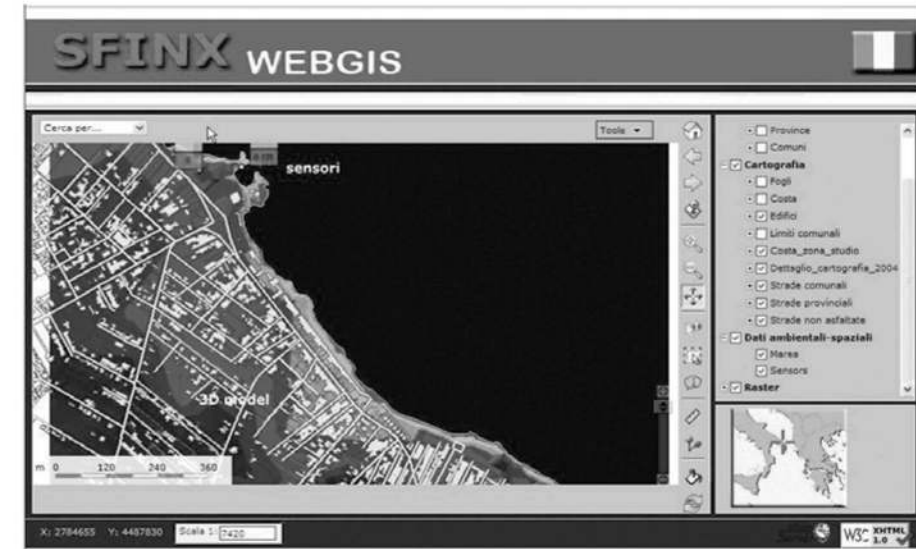 SFINX WEBGIS
Cerca per...
Tools
sensori
3D model
m 0 120 240 360
Province
Comuni
Cartografia
Fogli
Costa
Edifici
Limiti comunali
Costa_zona_studio
Dettaglio_cartografia_2004
Strade comunali
Strade provinciali
Strade non asfaltate
Dati ambientali-spaziali
Marea
Sensors
Raster
X: 2784655 Y: 4487830 Scala 1: 7420
W3C XHTML 1.0